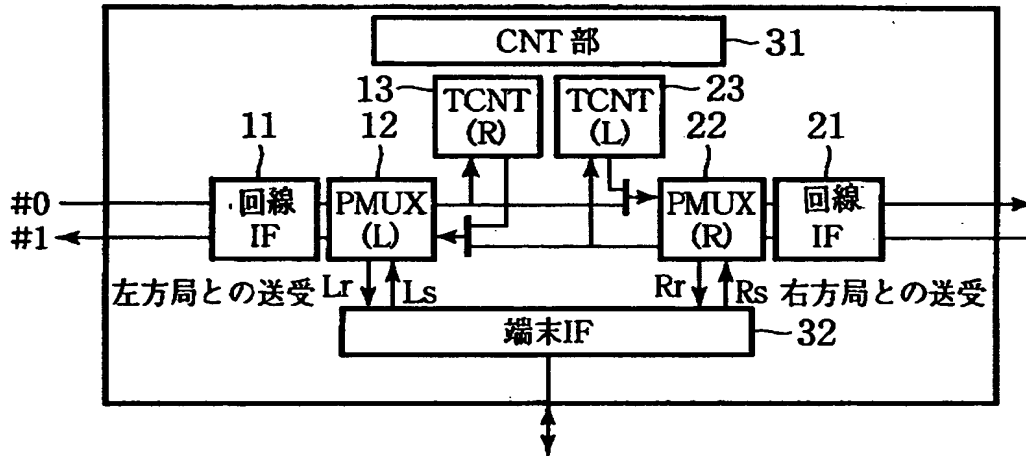 CNT部
31
13
TCNT
(R)
TCNT
(L)
23
11
12
22
21
#0
#1
回線
IF
PMUX
(L)
PMUX
(R)
回線
IF
左方局との送受
Lr
Ls
Rr
Rs
右方局との送受
端末IF
32